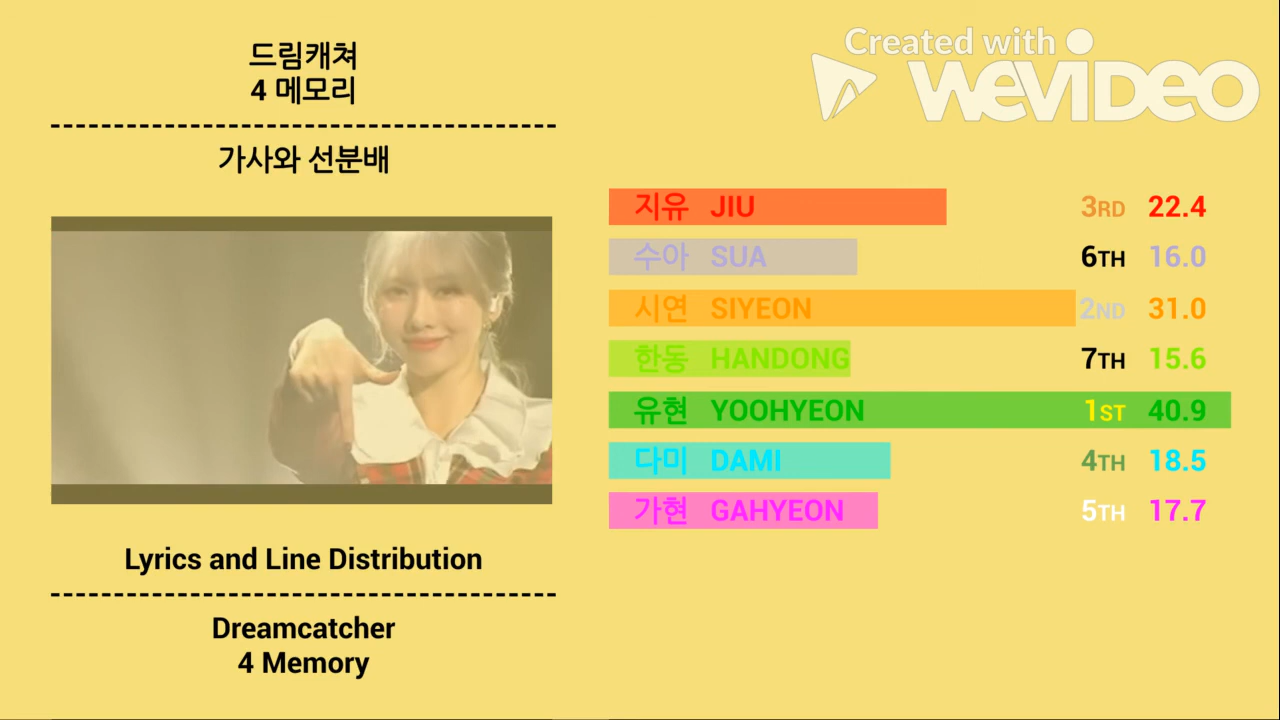 드림캐쳐
4 메모리
가사와 선분배
Lyrics and Line Distribution
Dreamcatcher
4 Memory
Created with
WEVIDEO
지유 JIU 3RD 22.4
수아 SUA 6TH 16.0
시연 SIYEON 2ND 31.0
한동 HANDONG 7TH 15.6
유현 YOOHYEON 1ST 40.9
다미 DAMI 4TH 18.5
가현 GAHYEON 5TH 17.7